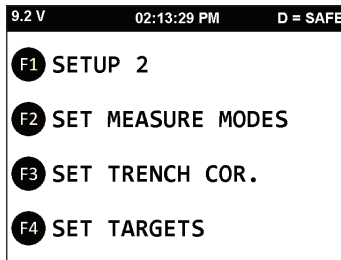 9.2 V 02:13:29 PM D = SAFE
F1 SETUP 2
F2 SET MEASURE MODES
F3 SET TRENCH COR.
F4 SET TARGETS